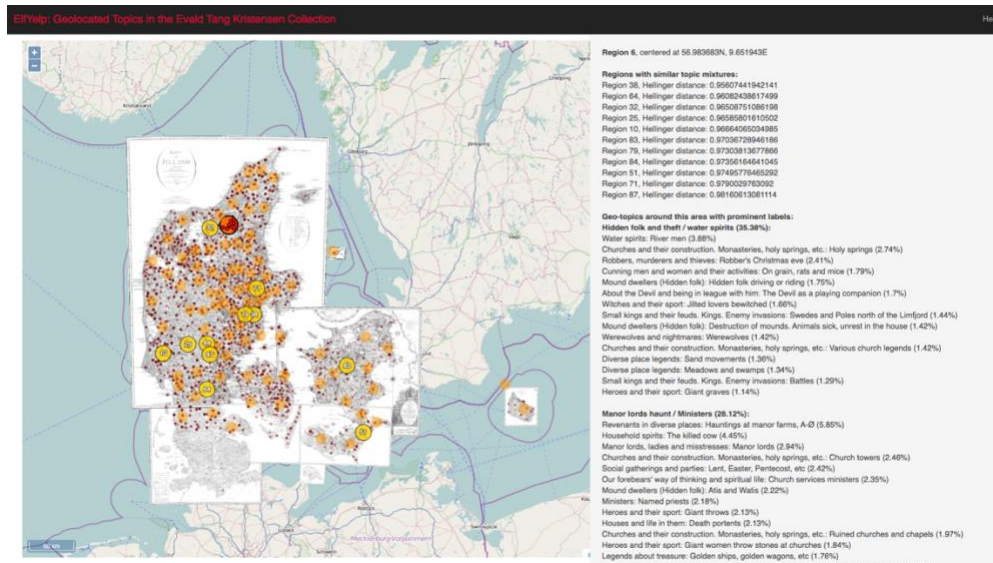 ElfYelp: Geolocated Topics in the Evald Tang Kristensen Collection
He
+
−
Region 6, centered at 56.983683N, 9.651943E
Regions with similar topic mixtures:
Region 38, Hellinger distance: 0.95607441942141
Region 64, Hellinger distance: 0.96082438617499
Region 32, Hellinger distance: 0.96508751086198
Region 25, Hellinger distance: 0.96585801610502
Region 10, Hellinger distance: 0.96664065034985
Region 83, Hellinger distance: 0.97036728946186
Region 79, Hellinger distance: 0.97303813677866
Region 84, Hellinger distance: 0.97356164641045
Region 51, Hellinger distance: 0.97495776465292
Region 71, Hellinger distance: 0.9790029763092
Region 87, Hellinger distance: 0.98160613081114
Geo-topics around this area with prominent labels:
Hidden folk and theft / water spirits (35.38%):
Water spirits: River men (3.88%)
Churches and their construction. Monasteries, holy springs, etc.: Holy springs (2.74%)
Robbers, murderers and thieves: Robber's Christmas eve (2.41%)
Cunning men and women and their activities: On grain, rats and mice (1.79%)
Mound dwellers (Hidden folk): Hidden folk driving or riding (1.75%)
About the Devil and being in league with him: The Devil as a playing companion (1.7%)
Witches and their sport: Jilted lovers bewitched (1.66%)
Small kings and their feuds. Kings. Enemy invasions: Swedes and Poles north of the Limfjord (1.44%)
Mound dwellers (Hidden folk): Destruction of mounds. Animals sick, unrest in the house (1.42%)
Werewolves and nightmares: Werewolves (1.42%)
Churches and their construction. Monasteries, holy springs, etc.: Various church legends (1.42%)
Diverse place legends: Sand movements (1.36%)
Diverse place legends: Meadows and swamps (1.34%)
Small kings and their feuds. Kings. Enemy invasions: Battles (1.29%)
Heroes and their sport: Giant graves (1.14%)
Manor lords haunt / Ministers (28.12%):
Revenants in diverse places: Hauntings at manor farms, A-Ø (5.85%)
Household spirits: The killed cow (4.45%)
Manor lords, ladies and misstresses: Manor lords (2.94%)
Churches and their construction. Monasteries, holy springs, etc.: Church towers (2.46%)
Social gatherings and parties: Lent, Easter, Pentecost, etc (2.42%)
Our forebears' way of thinking and spiritual life: Church services ministers (2.35%)
Mound dwellers (Hidden folk): Atis and Watis (2.22%)
Ministers: Named priests (2.18%)
Heroes and their sport: Giant throws (2.13%)
Houses and life in them: Death portents (2.13%)
Churches and their construction. Monasteries, holy springs, etc.: Ruined churches and chapels (1.97%)
Heroes and their sport: Giant women throw stones at churches (1.84%)
Legends about treasure: Golden ships, golden wagons, etc (1.76%)